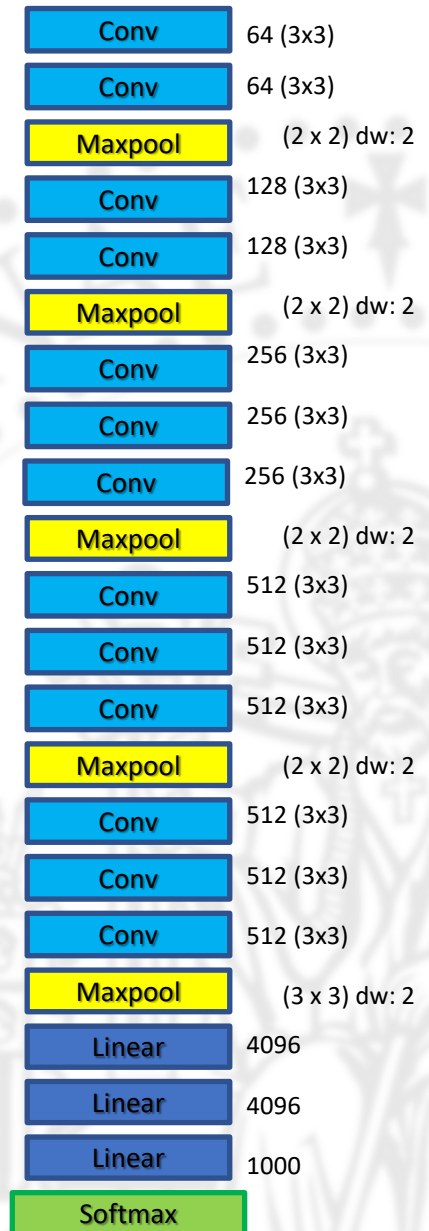 Conv 64 (3x3)
Conv 64 (3x3)
Maxpool (2 x 2) dw: 2
Conv 128 (3x3)
Conv 128 (3x3)
Maxpool (2 x 2) dw: 2
Conv 256 (3x3)
Conv 256 (3x3)
Conv 256 (3x3)
Maxpool (2 x 2) dw: 2
Conv 512 (3x3)
Conv 512 (3x3)
Conv 512 (3x3)
Maxpool (2 x 2) dw: 2
Conv 512 (3x3)
Conv 512 (3x3)
Conv 512 (3x3)
Maxpool (3 x 3) dw: 2
Linear 4096
Linear 4096
Linear 1000
Softmax